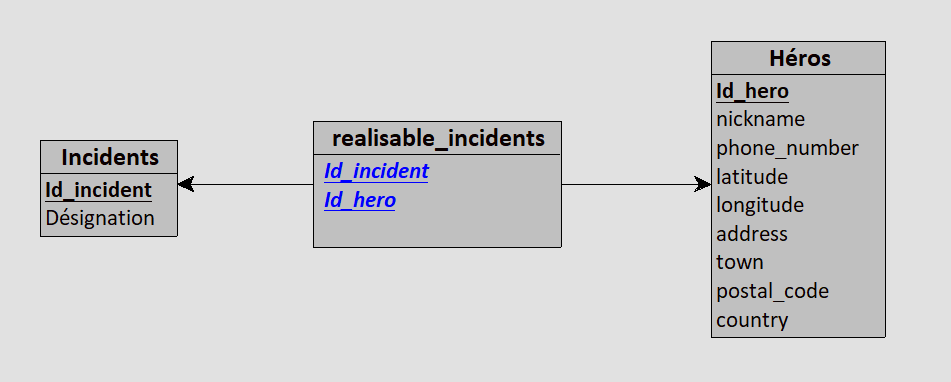 Incidents
Id_incident
Désignation
realisable_incidents
Id_incident
Id_hero
Héros
Id_hero
nickname
phone_number
latitude
longitude
address
town
postal_code
country